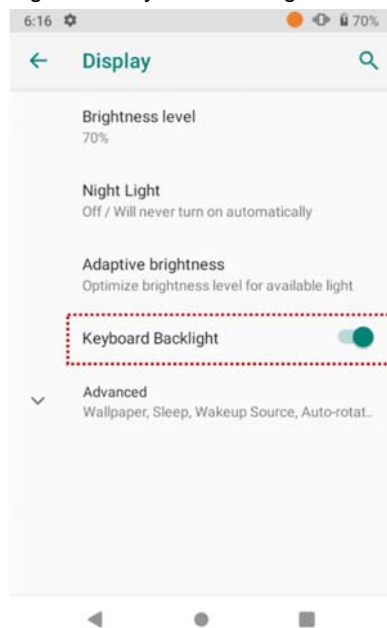 6:16 70%
Display
Brightness level
70%
Night Light
Off / Will never turn on automatically
Adaptive brightness
Optimize brightness level for available light
Keyboard Backlight
Advanced
Wallpaper, Sleep, Wakeup Source, Auto-rotat..